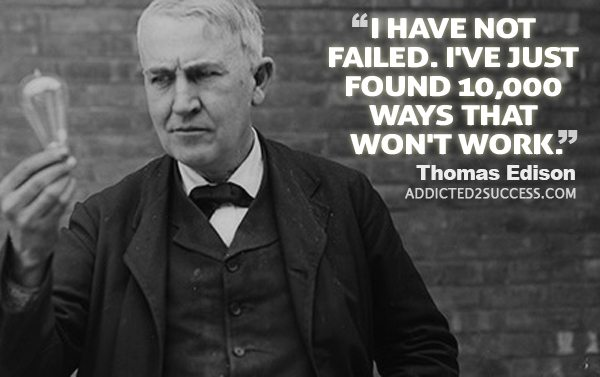 “I HAVE NOT
FAILED. I'VE JUST
FOUND 10,000
WAYS THAT
WON'T WORK.”
Thomas Edison
ADDICTED2SUCCESS.COM